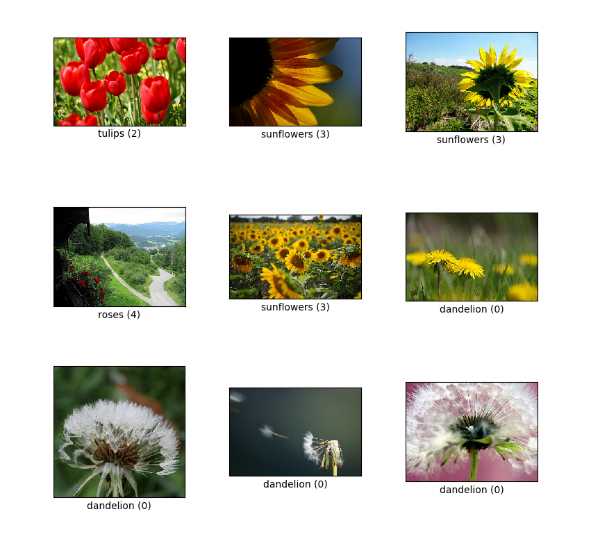 tulips (2)
sunflowers (3)
sunflowers (3)
roses (4)
sunflowers (3)
dandelion (0)
dandelion (0)
dandelion (0)
dandelion (0)